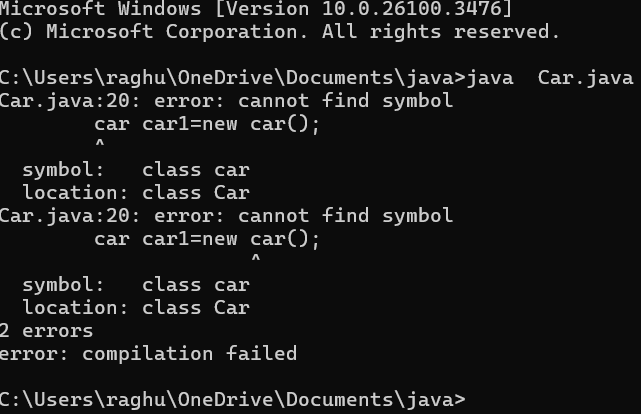 Microsoft Windows [Version 10.0.26100.3476]
(c) Microsoft Corporation. All rights reserved.
C:\Users\raghu\OneDrive\Documents\java>java  Car.java
Car.java:20: error: cannot find symbol
        car car1=new car();
        ^
  symbol:   class car
  location: class Car
Car.java:20: error: cannot find symbol
        car car1=new car();
                     ^
  symbol:   class car
  location: class Car
2 errors
error: compilation failed
C:\Users\raghu\OneDrive\Documents\java>